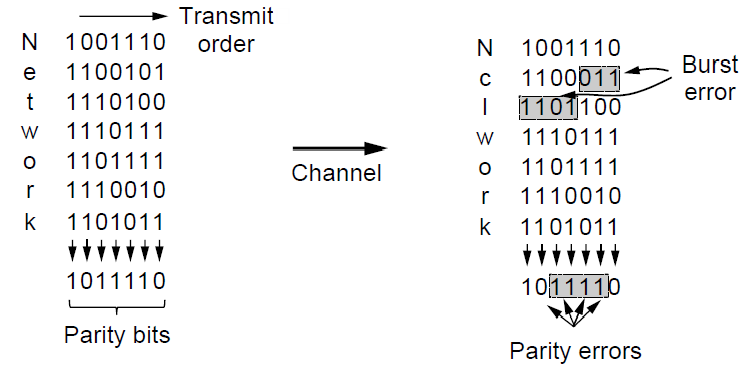 Transmit
order
N 1001110
e 1100101
t 1110100
w 1110111
o 1101111
r 1110010
k 1101011
1011110
Parity bits
Channel
N 1001110
c 1100011
l 1101100
w 1110111
o 1101111
r 1110010
k 1101011
1011110
Parity errors
Burst
error